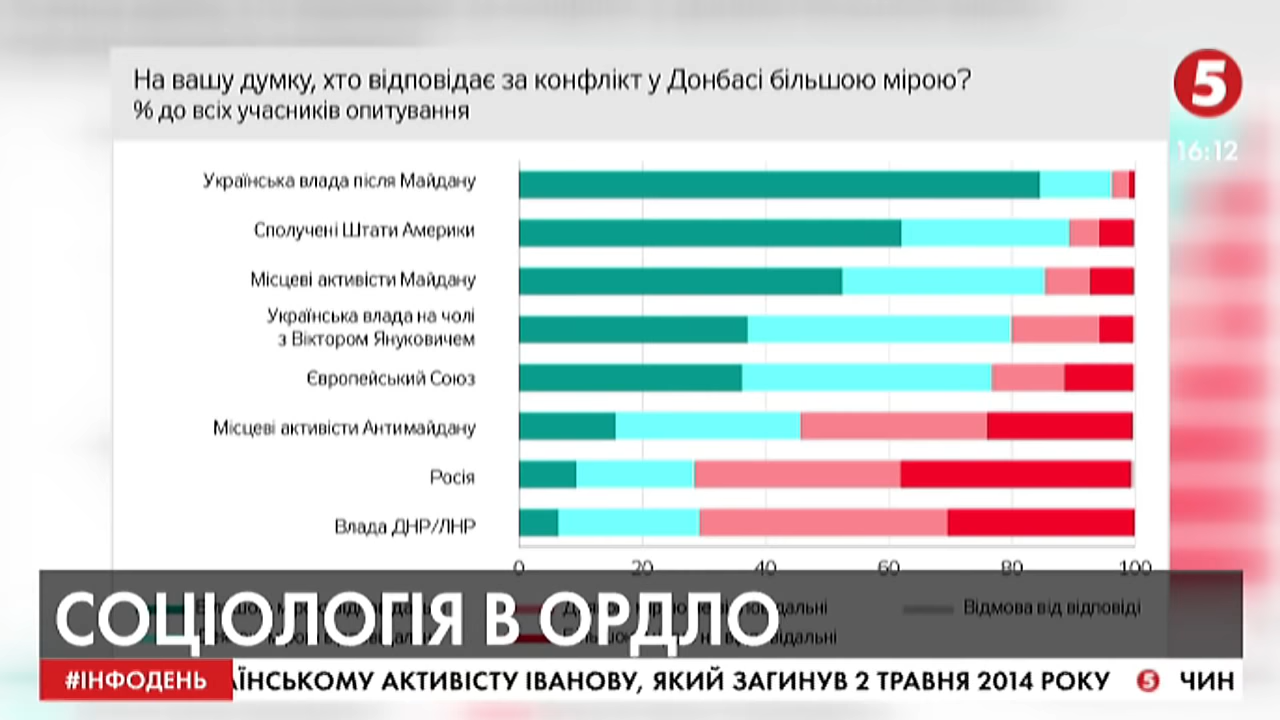 На вашу думку, хто відповідає за конфлікт у Донбасі більшою мірою?
% до всіх учасників опитування
5
16:12
Українська влада після Майдану
Сполучені Штати Америки
Місцеві активісти Майдану
Українська влада на чолі
з Віктором Януковичем
Європейський Союз
Місцеві активісти Антимайдану
Росія
Влада ДНР/ЛНР
0 20 40 60 80 100
Відмова від відповіді
СОЦІОЛОГІЯ В ОРДЛО
#ІНФОДЕНЬ
ЇНСЬКОМУ АКТИВІСТУ ІВАНОВУ, ЯКИЙ ЗАГИНУВ 2 ТРАВНЯ 2014 РОКУ 5 ЧИН